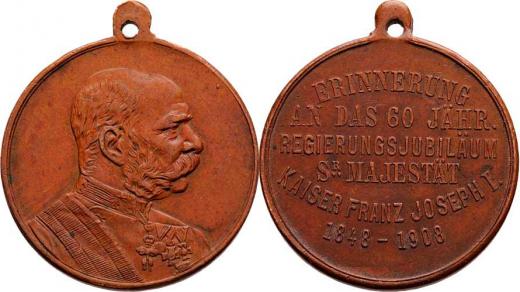 ERINNERUNG
AN DAS 60 JÄHR.
REGIERUNGSJUBILÄUM
SR. MAJESTÄT
KAISER FRANZ JOSEPH I.
1848-1908